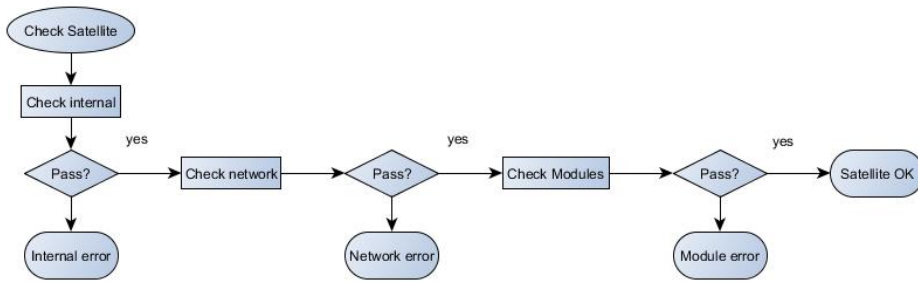 Check Satellite
Check internal
yes
yes
yes
Pass?
Check network
Pass?
Check Modules
Pass?
Satellite OK
Internal error
Network error
Module error